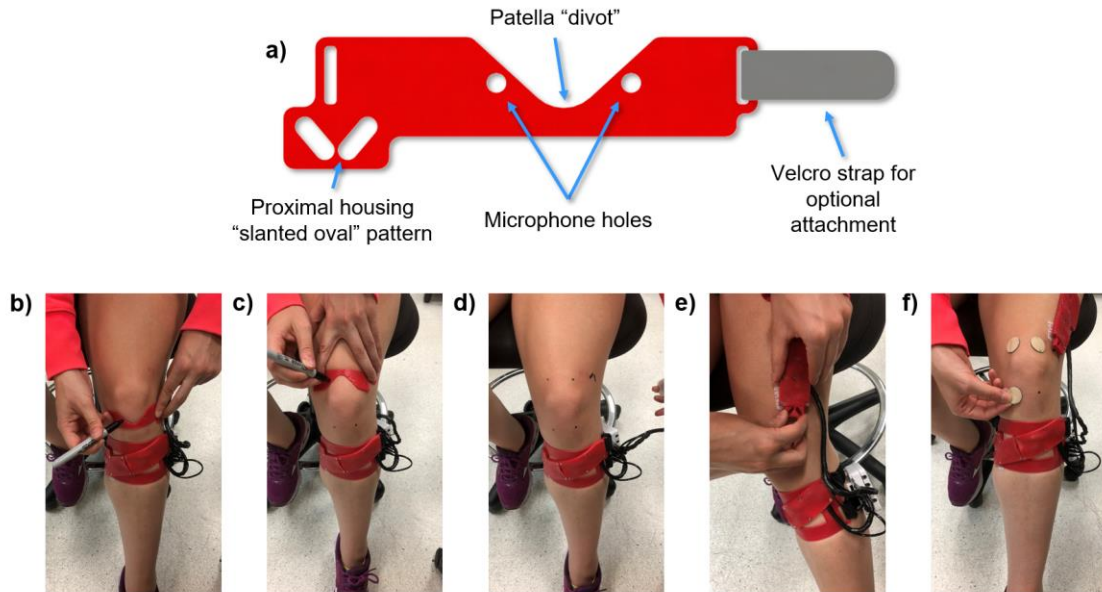 Patella “divot”
a)
Proximal housing
“slanted oval” pattern
Microphone holes
Velcro strap for
optional
attachment
b)
c)
d)
e)
f)